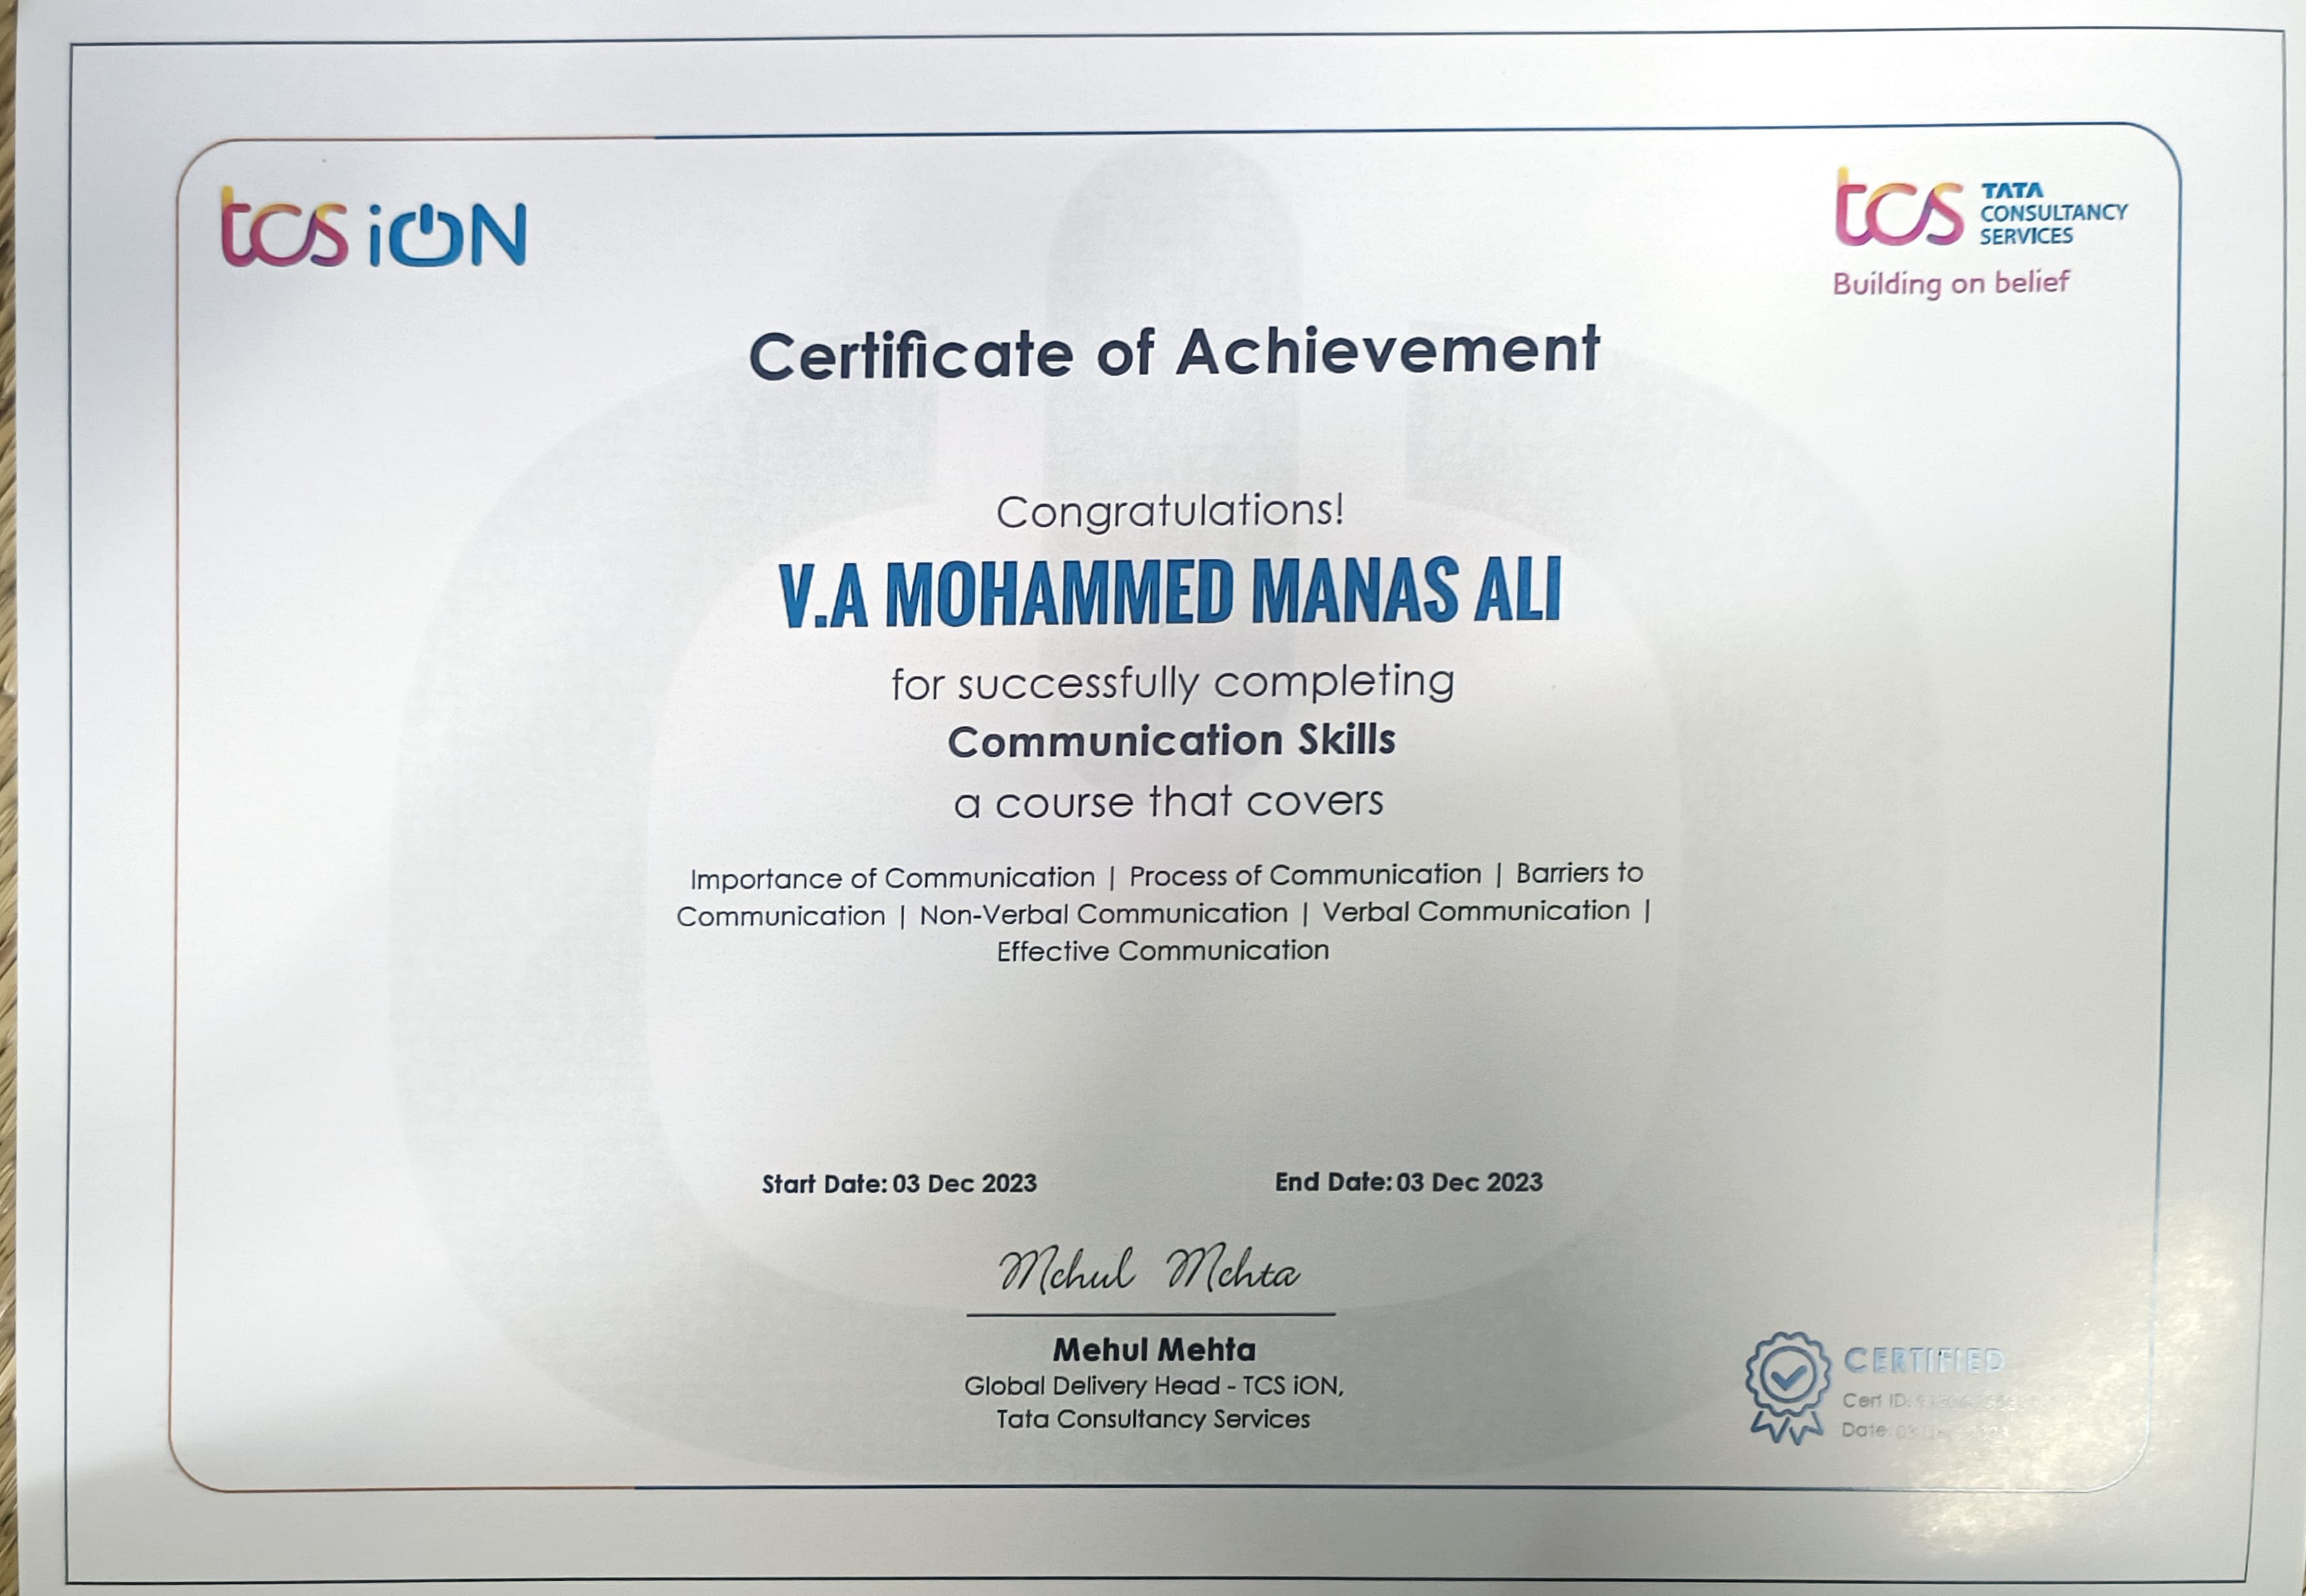 tcs iON
tcs TATA
CONSULTANCY
SERVICES
Building on belief
Certificate of Achievement
Congratulations!
V.A MOHAMMED MANAS ALI
for successfully completing
Communication Skills
a course that covers
Importance of Communication | Process of Communication | Barriers to
Communication | Non-Verbal Communication | Verbal Communication |
Effective Communication
Start Date: 03 Dec 2023
End Date: 03 Dec 2023
Mehul Mehta
Mehul Mehta
Global Delivery Head - TCS iON,
Tata Consultancy Services
CERTIFIED
Cert ID:
Date: